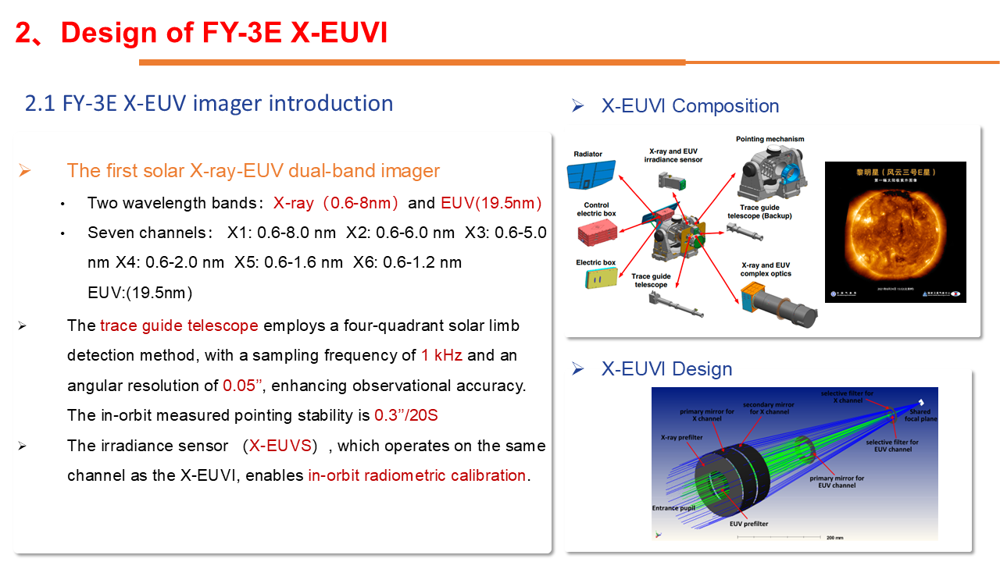 2、Design of FY-3E X-EUVI
2.1 FY-3E X-EUV imager introduction
➢ The first solar X-ray-EUV dual-band imager
• Two wavelength bands：X-ray（0.6-8nm）and EUV(19.5nm)
• Seven channels： X1: 0.6-8.0 nm X2: 0.6-6.0 nm X3: 0.6-5.0
nm X4: 0.6-2.0 nm X5: 0.6-1.6 nm X6: 0.6-1.2 nm
EUV:(19.5nm)
➢ The trace guide telescope employs a four-quadrant solar limb
detection method, with a sampling frequency of 1 kHz and an
angular resolution of 0.05’’, enhancing observational accuracy.
The in-orbit measured pointing stability is 0.3’’/20S
➢ The irradiance sensor （X-EUVS）, which operates on the same
channel as the X-EUVI, enables in-orbit radiometric calibration.
➢ X-EUVI Composition
Pointing mechanism
Radiator
X-ray and EUV
irradiance sensor
Control
electric box
Trace guide
telescope (Backup)
Electric box
Trace guide
telescope
X-ray and EUV
complex optics
黎明星（风云三号E星）
第一幅太阳极紫外图像
➢ X-EUVI Design
selective filter for
X channel
secondary mirror
for X channel
primary mirror for
X channel
Shared
focal plane
X-ray prefilter
selective filter for
EUV channel
primary mirror for
EUV channel
Entrance pupil
EUV prefilter
200 mm